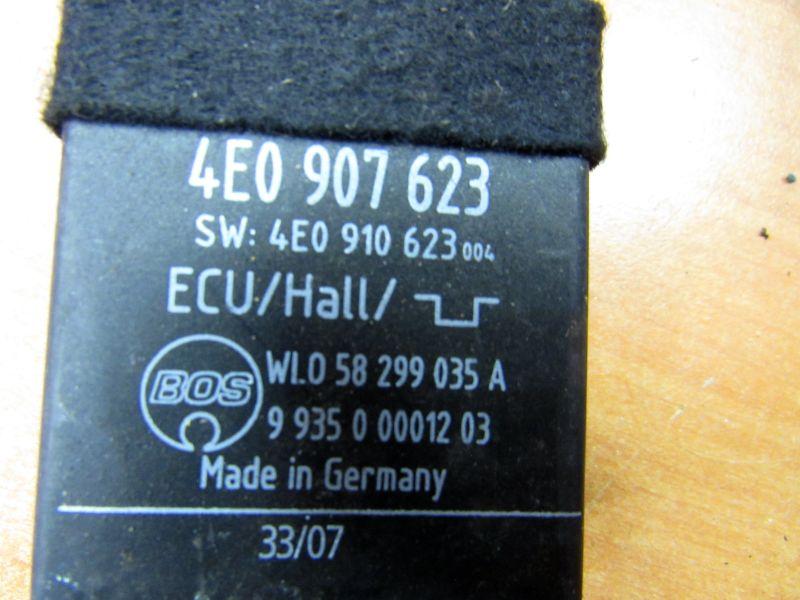 4E0 907 623
SW: 4E0 910 623 004
ECU/Hall/
BOS
WLO 58 299 035 A
9 935 0 00012 03
Made in Germany
33/07